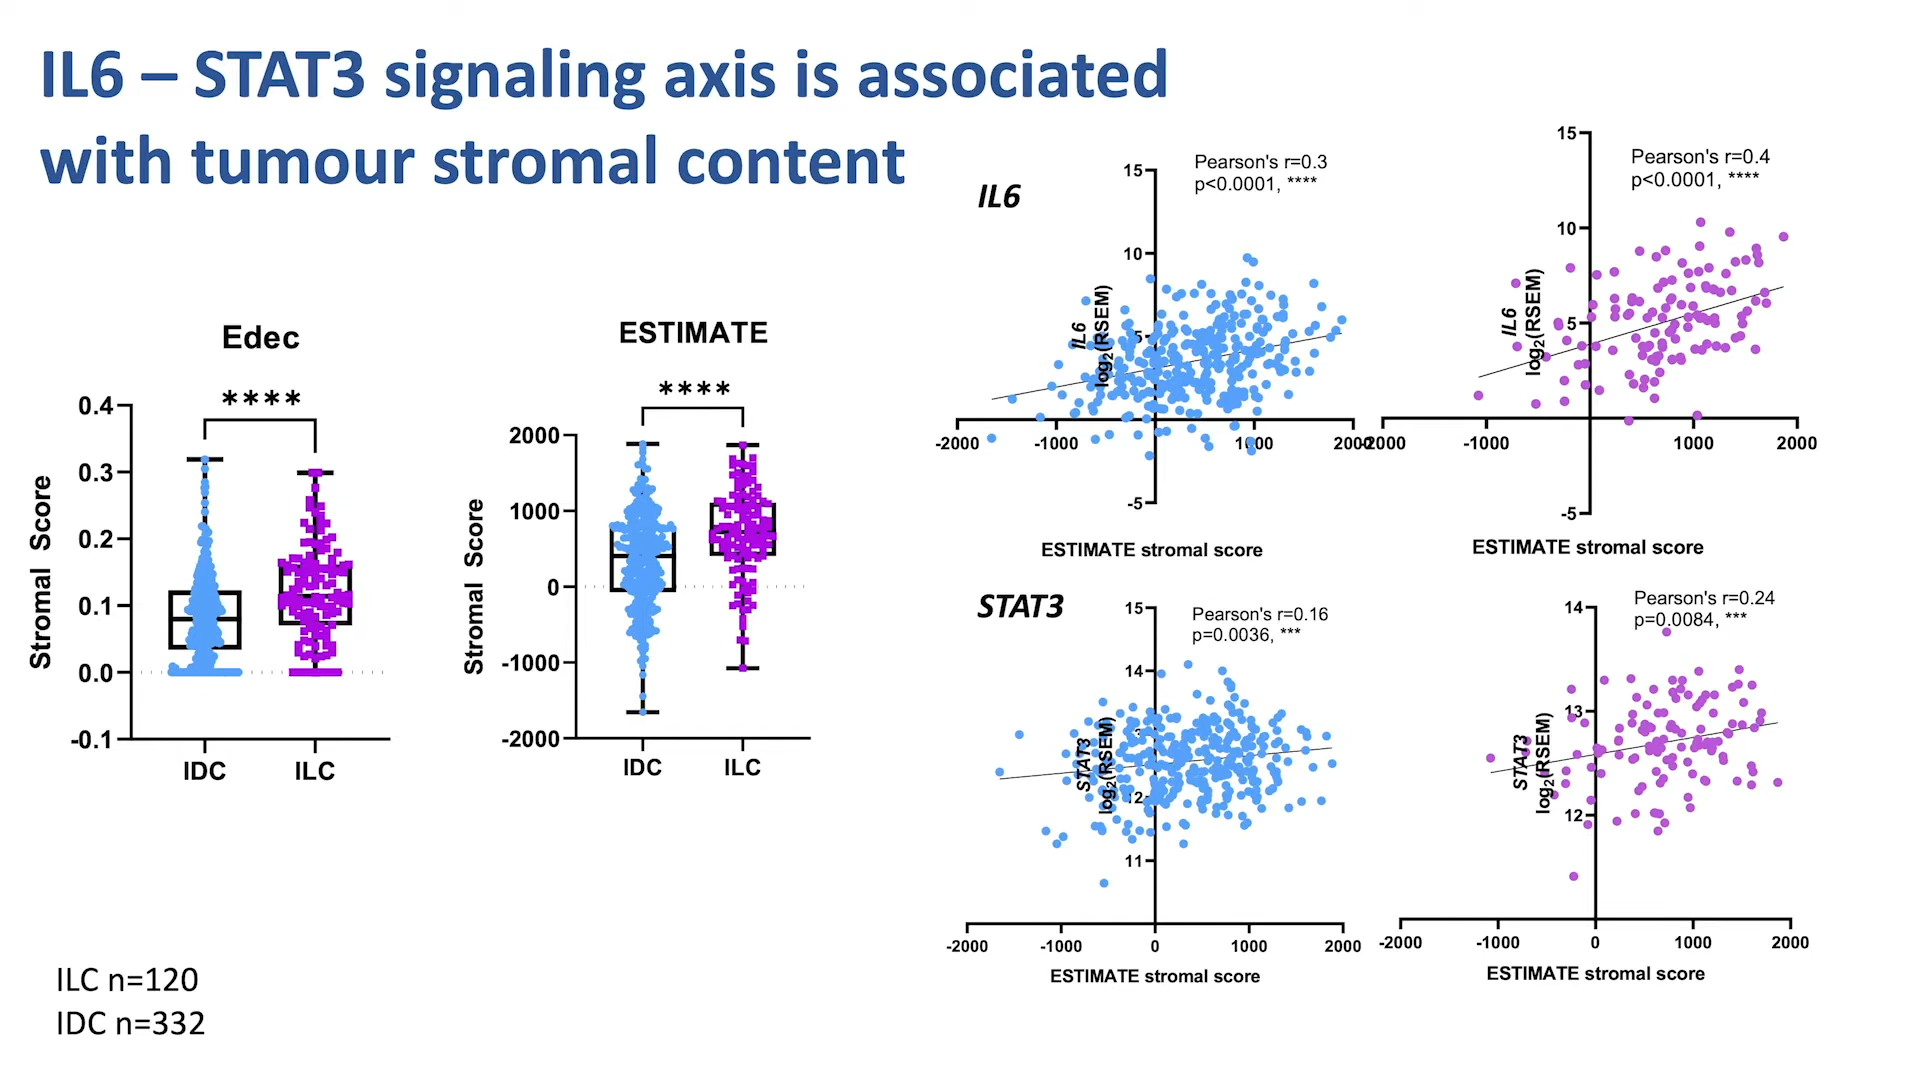 IL6 – STAT3 signaling axis is associated
with tumour stromal content
Edec
****
Stromal Score
0.4
0.3
0.2
0.1
0.0
-0.1
IDC
ILC
ESTIMATE
****
Stromal Score
2000
1000
0
-1000
-2000
IDC
ILC
ILC n=120
IDC n=332
IL6
Pearson's r=0.3
p<0.0001, ****
IL6
log2(RSEM)
15
10
5
-5
-2000
-1000
1000
2000
ESTIMATE stromal score
Pearson's r=0.4
p<0.0001, ****
IL6
log2(RSEM)
15
10
5
-5
-2000
-1000
1000
2000
ESTIMATE stromal score
STAT3
Pearson's r=0.16
p=0.0036, ***
STAT3
log2(RSEM)
15
14
12
11
-2000
-1000
0
1000
2000
ESTIMATE stromal score
Pearson's r=0.24
p=0.0084, ***
STAT3
log2(RSEM)
14
13
12
-2000
-1000
0
1000
2000
ESTIMATE stromal score